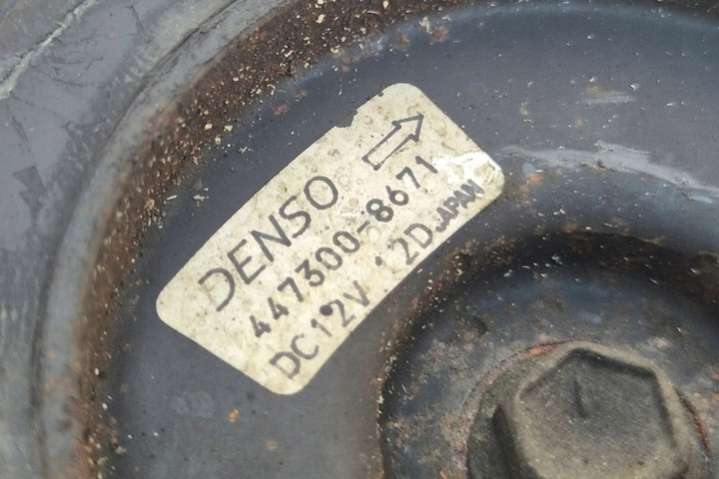 DENSO
447300-8671
DC12V 2D JAPAN